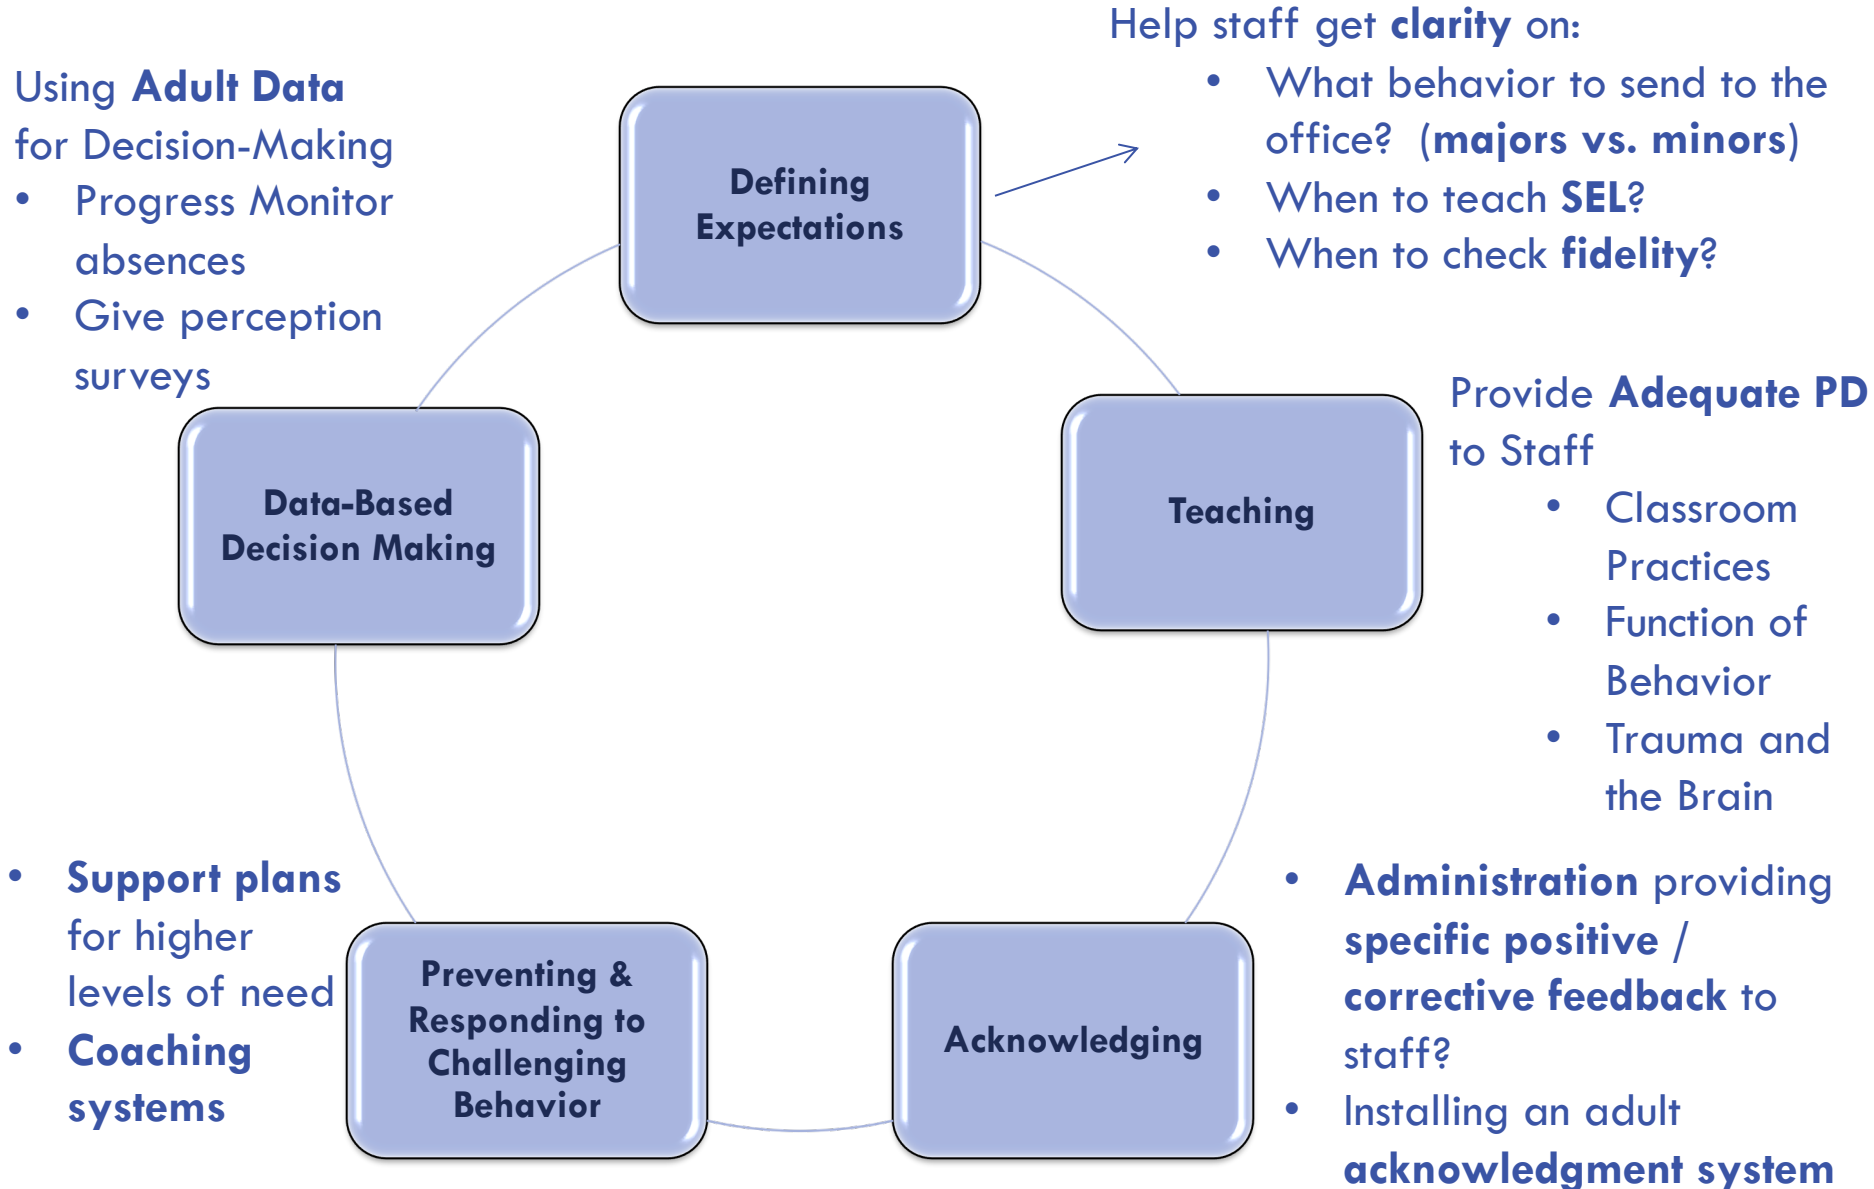 Help staff get clarity on:
• What behavior to send to the
office? (majors vs. minors)
• When to teach SEL?
• When to check fidelity?
Using Adult Data
for Decision-Making
• Progress Monitor
absences
• Give perception
surveys
Defining
Expectations
Data-Based
Decision Making
Teaching
Provide Adequate PD
to Staff
• Classroom
Practices
• Function of
Behavior
• Trauma and
the Brain
• Support plans
for higher
levels of need
• Coaching
systems
Preventing &
Responding to
Challenging
Behavior
Acknowledging
• Administration providing
specific positive /
corrective feedback to
staff?
• Installing an adult
acknowledgment system